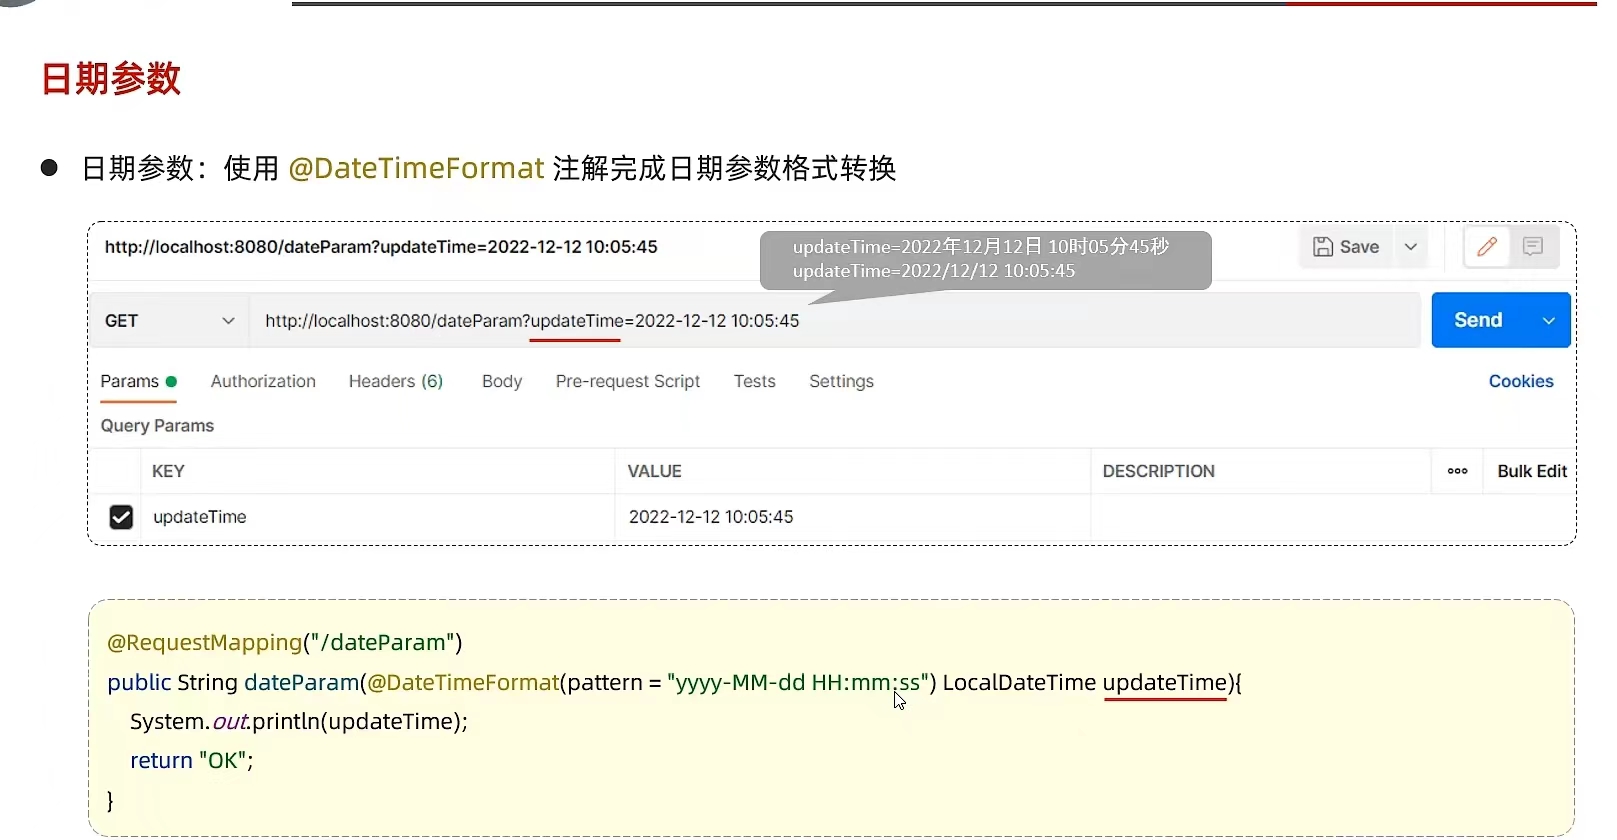 日期参数
● 日期参数：使用 @DateTimeFormat 注解完成日期参数格式转换
http://localhost:8080/dateParam?updateTime=2022-12-12 10:05:45
updateTime=2022年12月12日 10时05分45秒
updateTime=2022/12/12 10:05:45
Save
GET http://localhost:8080/dateParam?updateTime=2022-12-12 10:05:45 Send
Params Authorization Headers (6) Body Pre-request Script Tests Settings Cookies
Query Params
KEY VALUE DESCRIPTION ooo Bulk Edit
updateTime 2022-12-12 10:05:45
@RequestMapping("/dateParam")
public String dateParam(@DateTimeFormat(pattern = "yyyy-MM-dd HH:mm:ss") LocalDateTime updateTime){
System.out.println(updateTime);
return "OK";
}